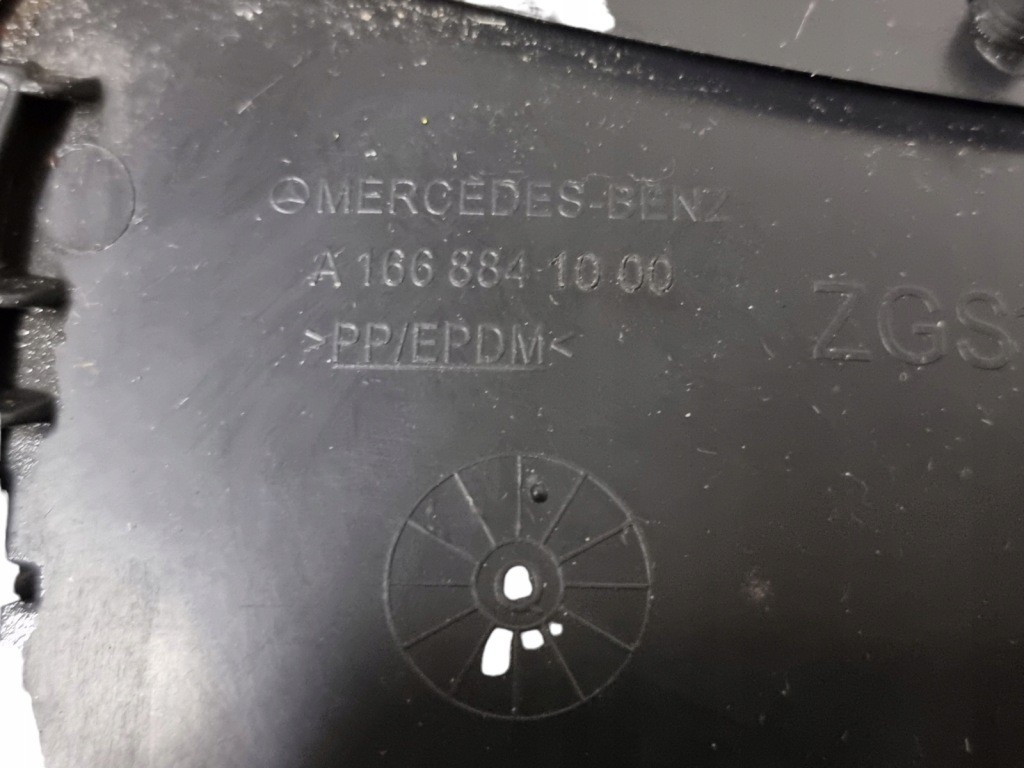 MERCEDES-BENZ
A 166 884 10 00
>PP/EPDM<
ZGS